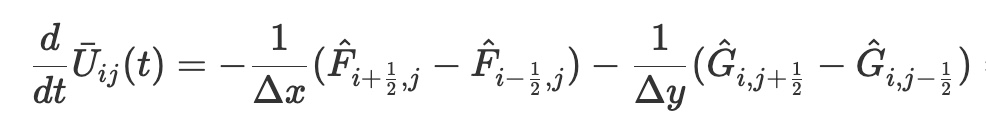 $$\frac{d}{dt}\bar{U}_{ij}(t) = -\frac{1}{\Delta x}(\hat{F}_{i+\frac{1}{2},j} - \hat{F}_{i-\frac{1}{2},j}) - \frac{1}{\Delta y}(\hat{G}_{i,j+\frac{1}{2}} - \hat{G}_{i,j-\frac{1}{2}})$$